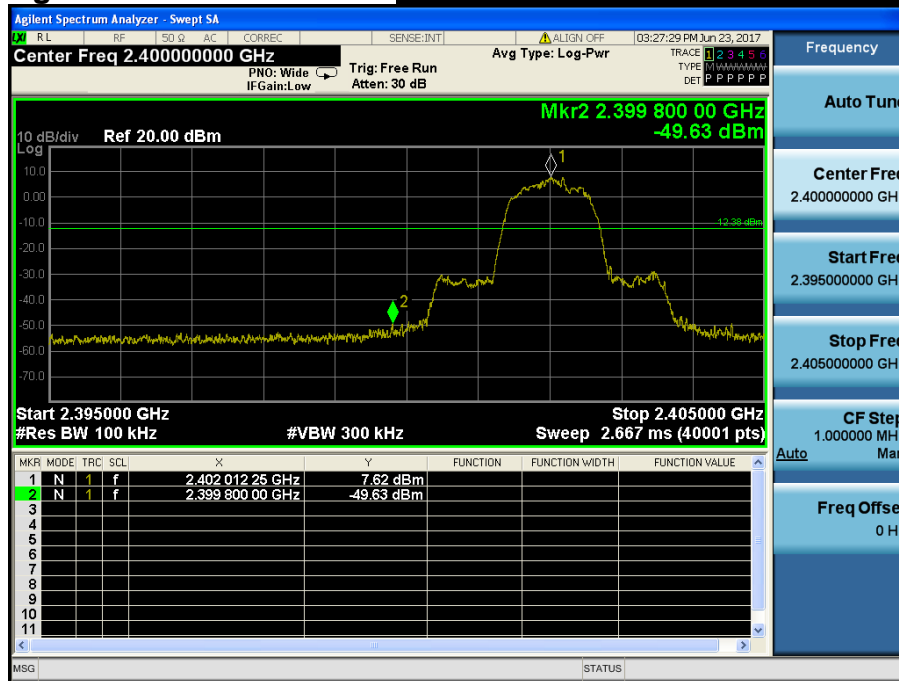 Agilent Spectrum Analyzer - Swept SA
LXI RL RF 50 Ω AC CORREC SENSE:INT ALIGN OFF 03:27:29 PM Jun 23, 2017
Center Freq 2.400000000 GHz
PNO: Wide
IFGain:Low
Trig: Free Run
Atten: 30 dB
Avg Type: Log-Pwr
TRACE 1 2 3 4 5 6
TYPE M WWWWW
DET P P P P P P
Mkr2 2.399 800 00 GHz
-49.63 dBm
10 dB/div Ref 20.00 dBm
Log
10.0
0.00
-10.0
-20.0
-30.0
-40.0
-50.0
-60.0
-70.0
1
2
-12.38 dBm
Start 2.395000 GHz Stop 2.405000 GHz
#Res BW 100 kHz #VBW 300 kHz Sweep 2.667 ms (40001 pts)
MKR MODE TRC SCL X Y FUNCTION FUNCTION WIDTH FUNCTION VALUE
1 N 1 f 2.402 012 25 GHz 7.62 dBm
2 N 1 f 2.399 800 00 GHz -49.63 dBm
3
4
5
6
7
8
9
10
11
MSG STATUS
Frequency
Auto Tun
Center Fre
2.400000000 GH
Start Fre
2.395000000 GH
Stop Fre
2.405000000 GH
CF Step
1.000000 MH
Auto Ma
Freq Offse
0 H